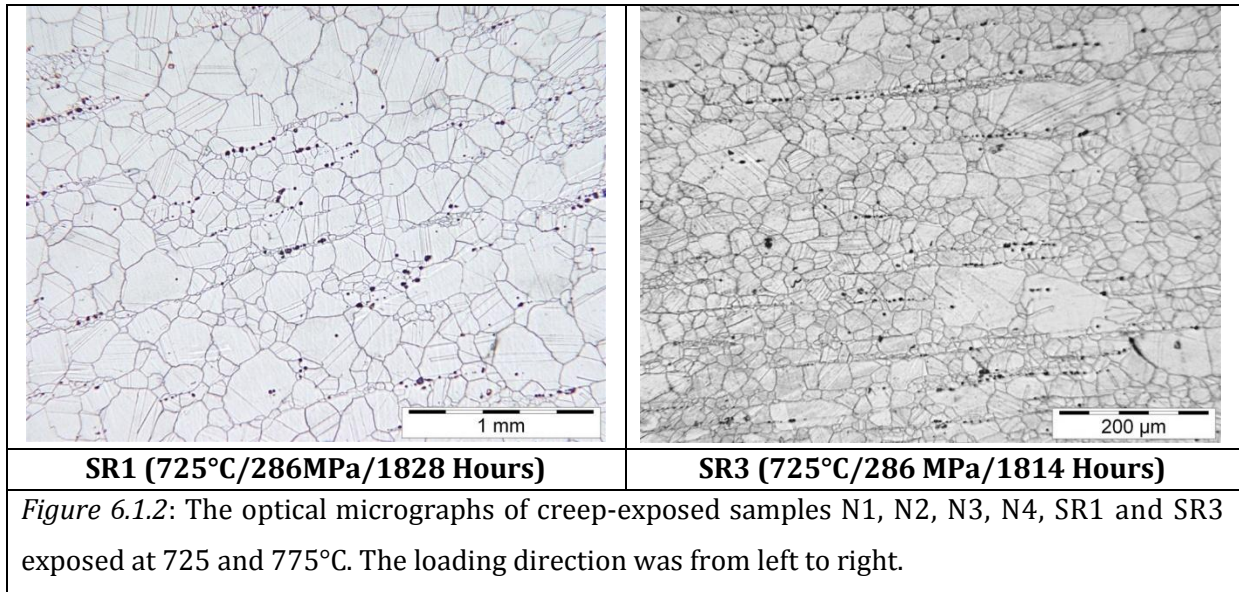 1 mm
200 µm
SR1 (725°C/286MPa/1828 Hours)
SR3 (725°C/286 MPa/1814 Hours)
Figure 6.1.2: The optical micrographs of creep-exposed samples N1, N2, N3, N4, SR1 and SR3
exposed at 725 and 775°C. The loading direction was from left to right.